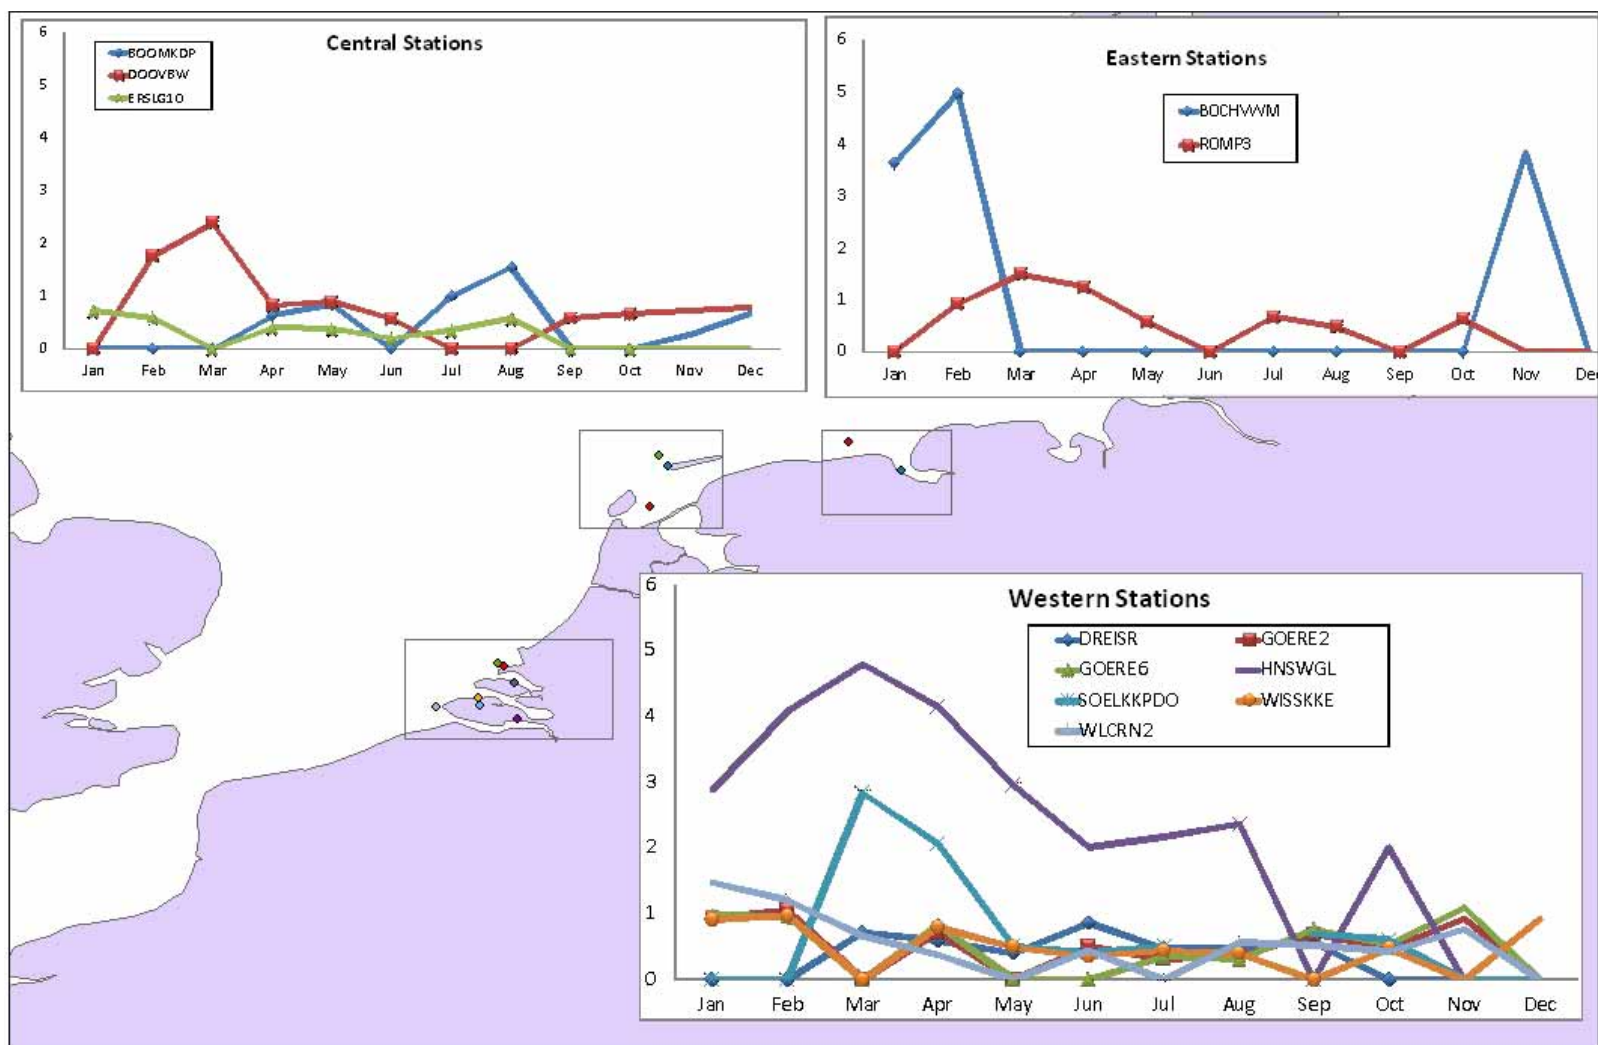 Central Stations
6
5
4
3
2
1
0
BOOMKDP
DOOVBW
ERSLG10
Jan Feb Mar Apr May Jun Jul Aug Sep Oct Nov Dec
Eastern Stations
6
5
4
3
2
1
0
BOCHVWM
ROMP3
Jan Feb Mar Apr May Jun Jul Aug Sep Oct Nov Dec
Western Stations
6
5
4
3
2
1
0
DREISR GOERE2
GOERE6 HNSWGL
SOELKKPDO WISSKKE
WLCRN2
Jan Feb Mar Apr May Jun Jul Aug Sep Oct Nov Dec